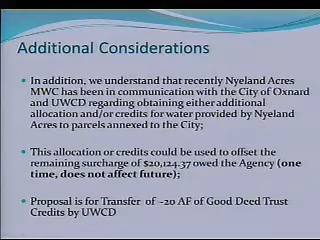 Additional Considerations
In addition, we understand that recently Nyeland Acres
MWC has been in communication with the City of Oxnard
and UWCD regarding obtaining either additional
allocation and/or credits for water provided by Nyeland
Acres to parcels annexed to the City;
This allocation or credits could be used to offset the
remaining surcharge of $20,124.37 owed the Agency (one
time, does not affect future);
Proposal is for Transfer of ~20 AF of Good Deed Trust
Credits by UWCD